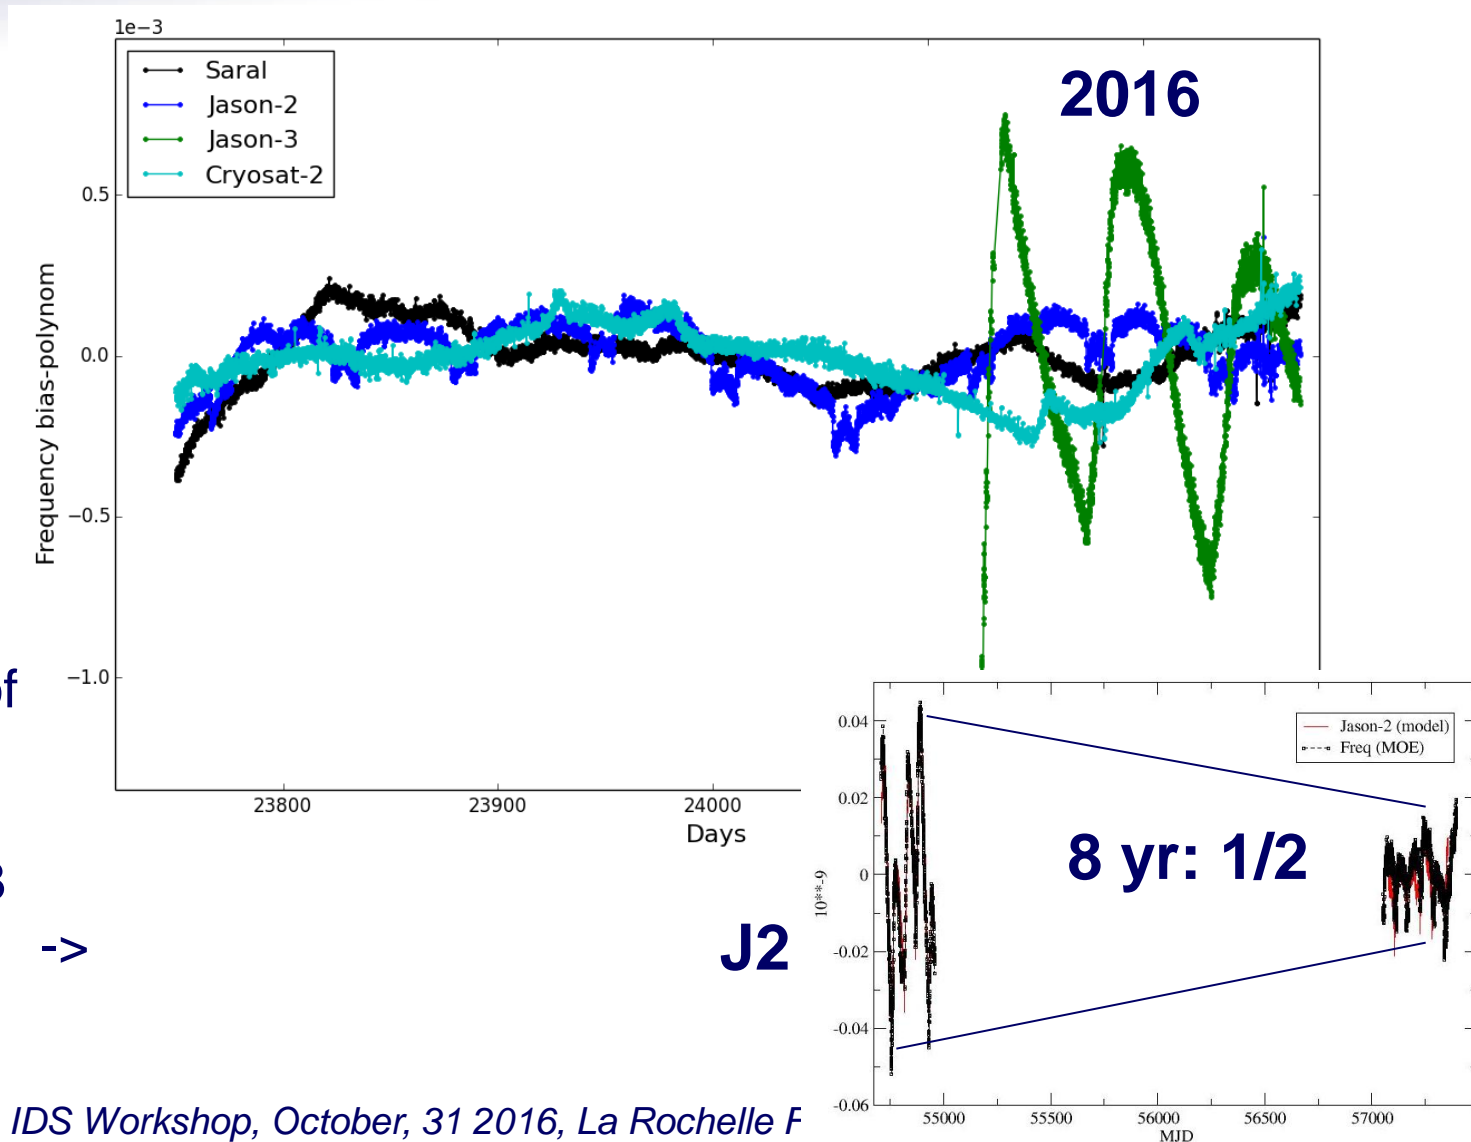 1e−3
Saral
Jason-2
Jason-3
Cryosat-2
2016
0.5
0.0
−0.5
−1.0
Frequency bias-polynom
23800
23900
24000
Days
of
->
J2
0.04
0.02
0
-0.02
-0.04
-0.06
10**-9
Jason-2 (model)
Freq (MOE)
8 yr: 1/2
55000
55500
56000
56500
57000
MJD
IDS Workshop, October, 31 2016, La Rochelle